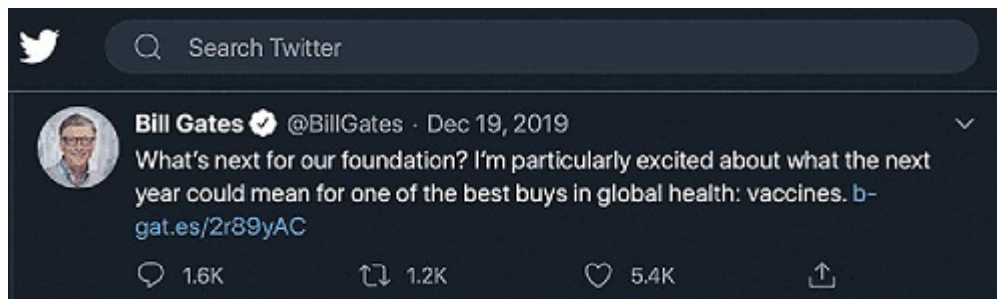 Search Twitter
Bill Gates @BillGates · Dec 19, 2019
What's next for our foundation? I'm particularly excited about what the next
year could mean for one of the best buys in global health: vaccines. b-
gat.es/2r89yAC
1.6K 1.2K 5.4K